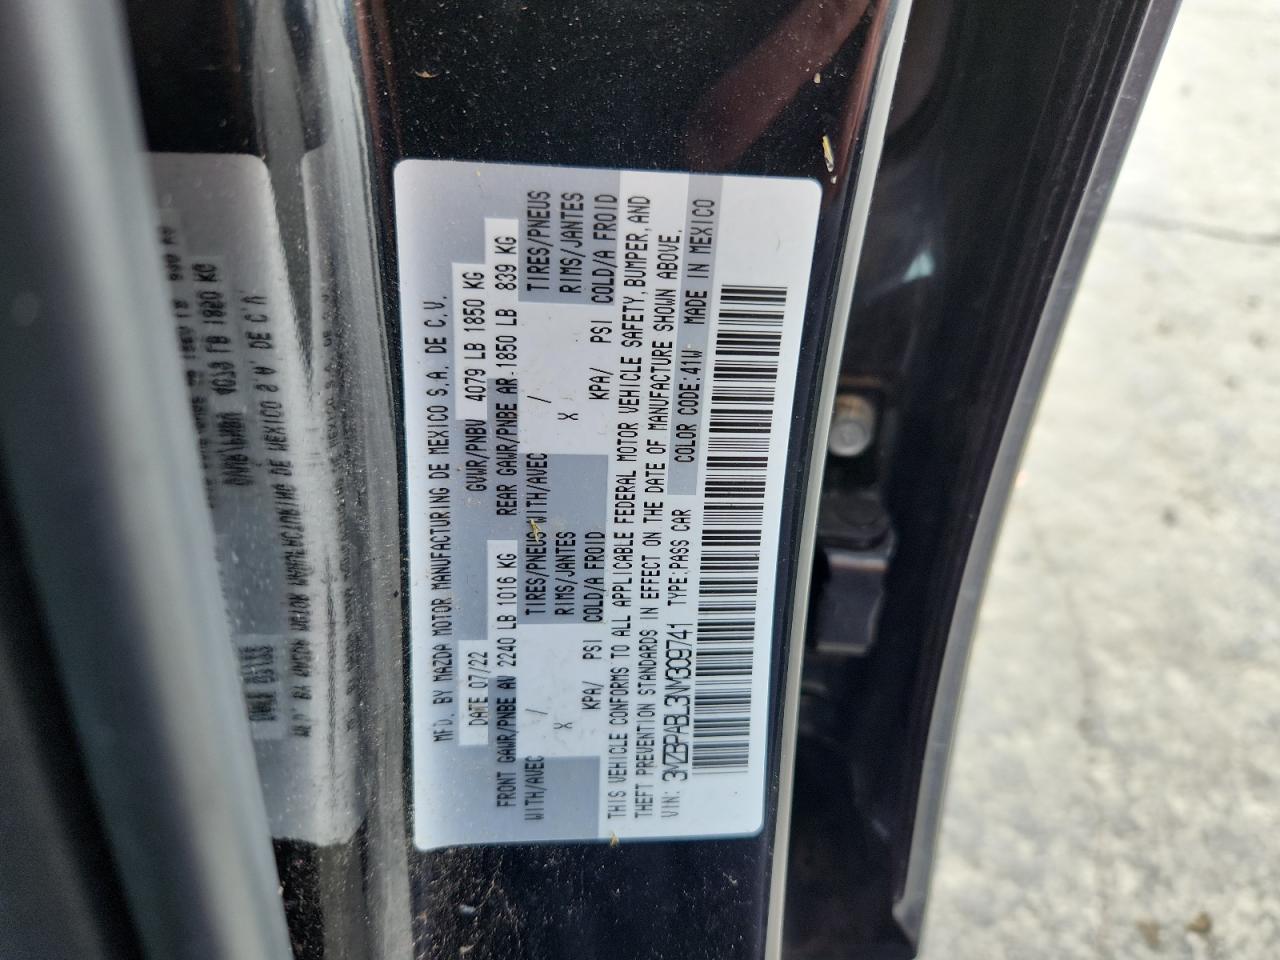 MFD. BY MAZDA MOTOR MANUFACTURING DE MEXICO S.A. DE C.V.
DATE 07/22 GVWR/PNBV 4079 LB 1850 KG
FRONT GAWR/PNBE AV 2240 LB 1016 KG REAR GAWR/PNBE AR 1850 LB 839 KG
WITH/AVEC / TIRES/PNEUS WITH/AVEC / TIRES/PNEUS
X RIMS/JANTES X RIMS/JANTES
KPA/ PSI COLD/A FROID KPA/ PSI COLD/A FROID
THIS VEHICLE CONFORMS TO ALL APPLICABLE FEDERAL MOTOR VEHICLE SAFETY, BUMPER, AND
THEFT PREVENTION STANDARDS IN EFFECT ON THE DATE OF MANUFACTURE SHOWN ABOVE.
VIN: 3MZBPABL3NM309741 TYPE:PASS CAR COLOR CODE:41W MADE IN MEXICO